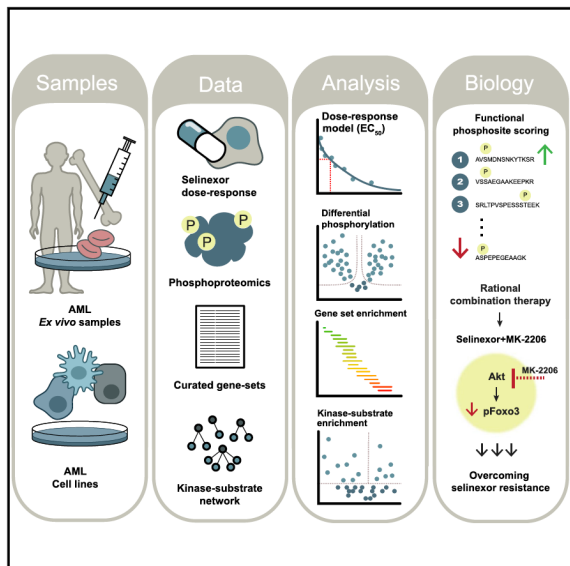 Samples
AML
Ex vivo samples
AML
Cell lines
Data
Selinexor
dose-response
P
P
P
Phosphoproteomics
Curated gene-sets
Kinase-substrate
network
Analysis
Dose-response
model (EC50)
Differential
phosphorylation
Gene set enrichment
Kinase-substrate
enrichment
Biology
Functional
phosphosite scoring
P
1 AVSMDNSNKYTKSR
P
2 VSSAEGAAKEEPKR
P
3 SRLTPVSPESSSTEEK
P
ASPEPEGEAAGK
Rational
combination therapy
Selinexor+MK-2206
MK-2206
Akt
pFoxo3
Overcoming
selinexor resistance